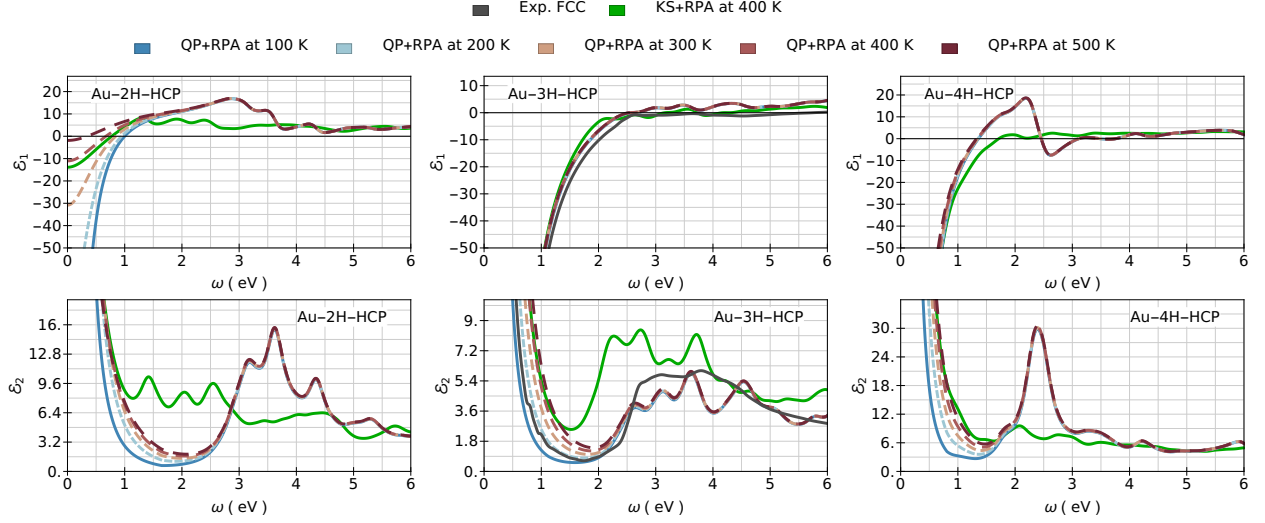 Exp. FCC KS+RPA at 400 K
QP+RPA at 100 K QP+RPA at 200 K QP+RPA at 300 K QP+RPA at 400 K QP+RPA at 500 K
Au−2H−HCP
ℰ₁
20
10
0
−10
−20
−30
−40
−50
0 1 2 3 4 5 6
ω ( eV )
Au−3H−HCP
ℰ₁
10
0
−10
−20
−30
−40
−50
0 1 2 3 4 5 6
ω ( eV )
Au−4H−HCP
ℰ₁
20
10
0
−10
−20
−30
−40
−50
0 1 2 3 4 5 6
ω ( eV )
Au−2H−HCP
ℰ₂
16.
12.8
9.6
6.4
3.2
0.
0 1 2 3 4 5 6
ω ( eV )
Au−3H−HCP
ℰ₂
9.
7.2
5.4
3.6
1.8
0.
0 1 2 3 4 5 6
ω ( eV )
Au−4H−HCP
ℰ₂
30.
24.
18.
12.
6.
0.
0 1 2 3 4 5 6
ω ( eV )